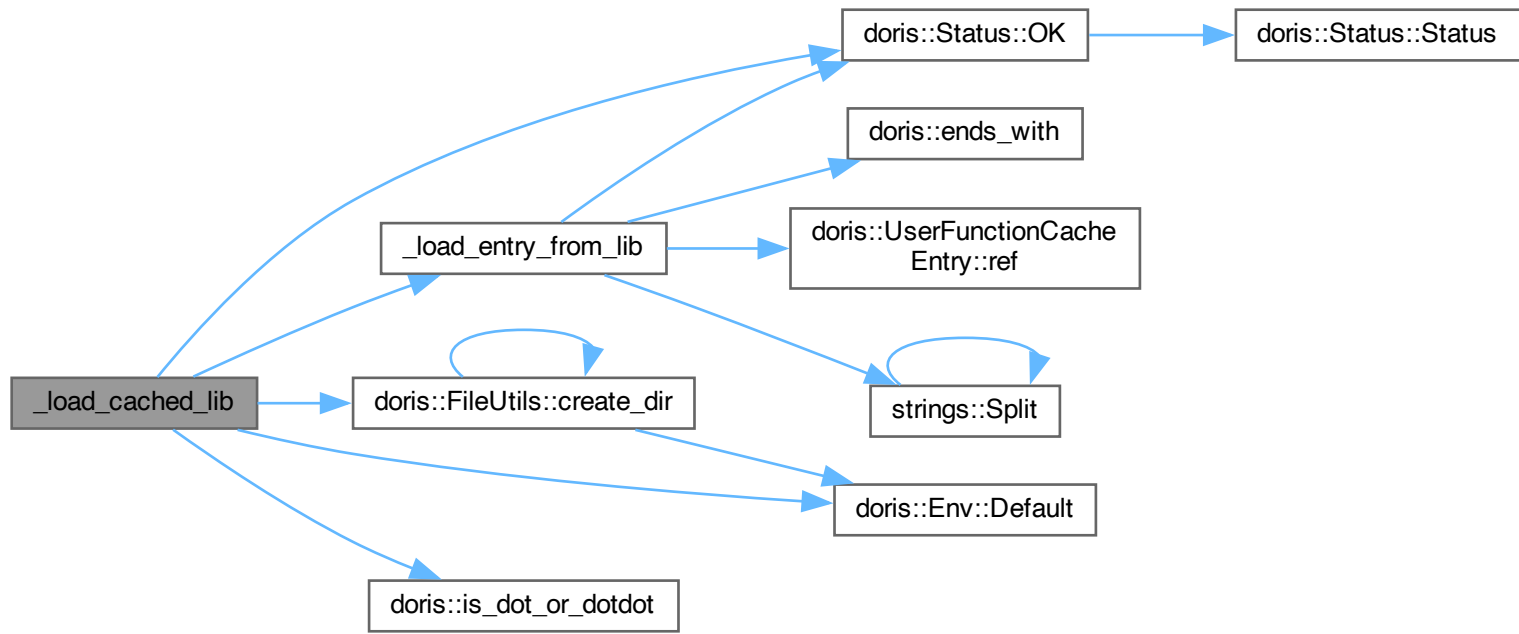 doris::Status::OK
doris::Status::Status
doris::ends_with
_load_entry_from_lib
doris::UserFunctionCache
Entry::ref
_load_cached_lib
doris::FileUtils::create_dir
strings::Split
doris::Env::Default
doris::is_dot_or_dotdot